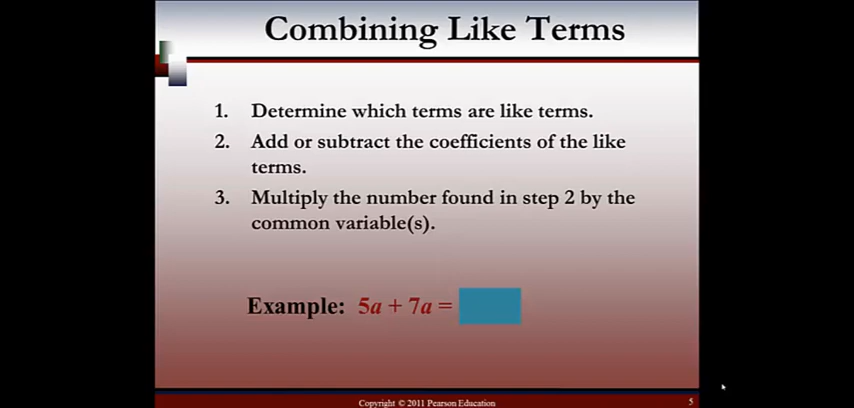 Combining Like Terms
1. Determine which terms are like terms.
2. Add or subtract the coefficients of the like
terms.
3. Multiply the number found in step 2 by the
common variable(s).
Example: 5a + 7a =
Copyright © 2011 Pearson Education
5